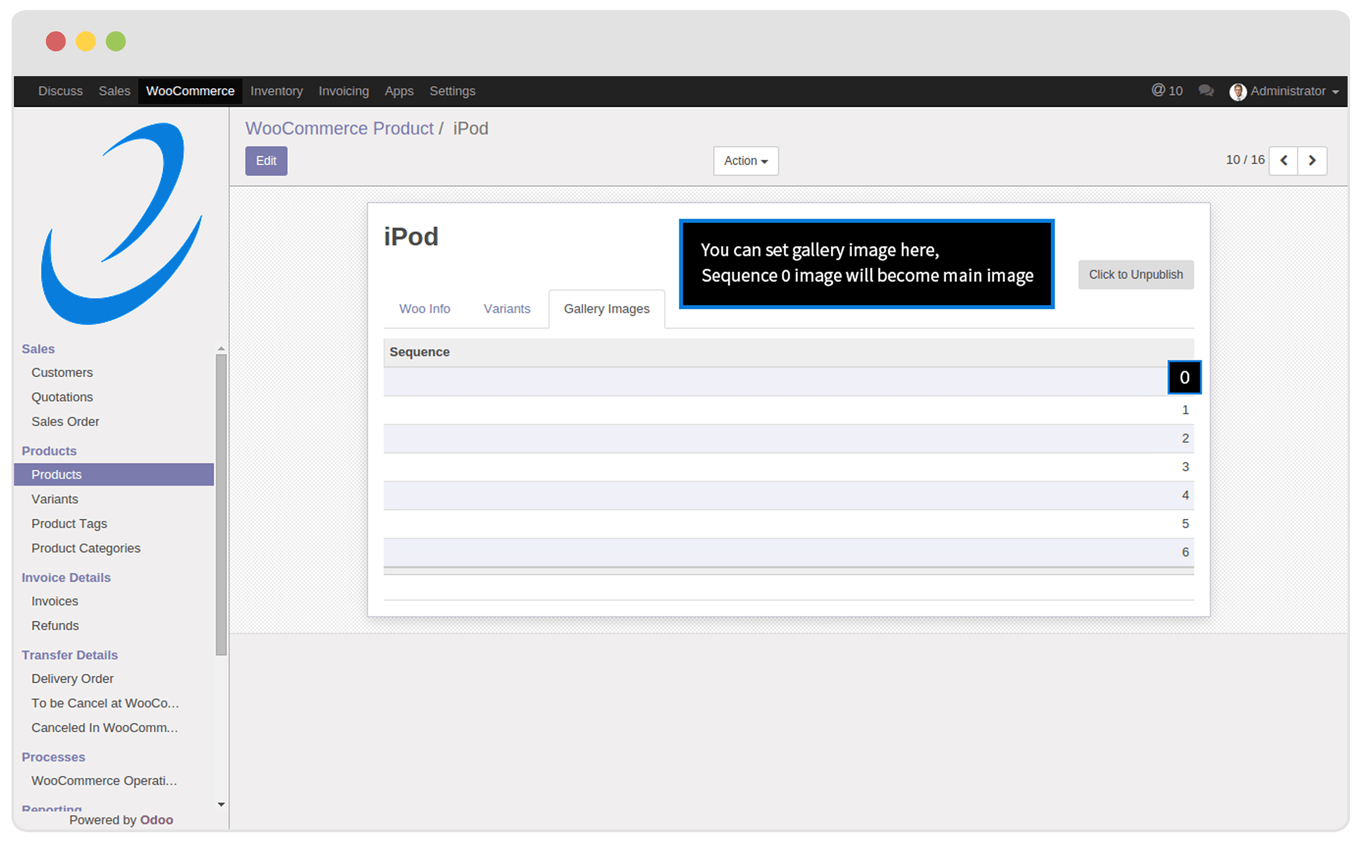 Discuss Sales WooCommerce Inventory Invoicing Apps Settings @ 10 Administrator
WooCommerce Product / iPod
Edit Action 10 / 16
iPod
You can set gallery image here,
Sequence 0 image will become main image
Click to Unpublish
Woo Info Variants Gallery Images
Sequence
0
1
2
3
4
5
6
Sales
Customers
Quotations
Sales Order
Products
Products
Variants
Product Tags
Product Categories
Invoice Details
Invoices
Refunds
Transfer Details
Delivery Order
To be Cancel at WooCo...
Canceled In WooComm...
Processes
WooCommerce Operati...
Reporting
Powered by Odoo